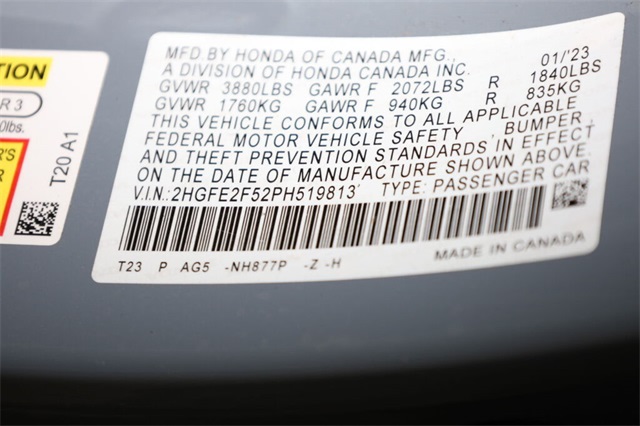 TION
R 3
0lbs.
T20 A1
R'S
R
MFD.BY HONDA OF CANADA MFG., 01/'23
A DIVISION OF HONDA CANADA INC.
GVWR 3880LBS GAWR F 2072LBS R 1840LBS
GVWR 1760KG GAWR F 940KG R 835KG
THIS VEHICLE CONFORMS TO ALL APPLICABLE
FEDERAL MOTOR VEHICLE SAFETY, BUMPER,
AND THEFT PREVENTION STANDARDS IN EFFECT
ON THE DATE OF MANUFACTURE SHOWN ABOVE.
V.I.N.: 2HGFE2F52PH519813 TYPE: PASSENGER CAR
T23 P AG5 -NH877P -Z -H MADE IN CANADA